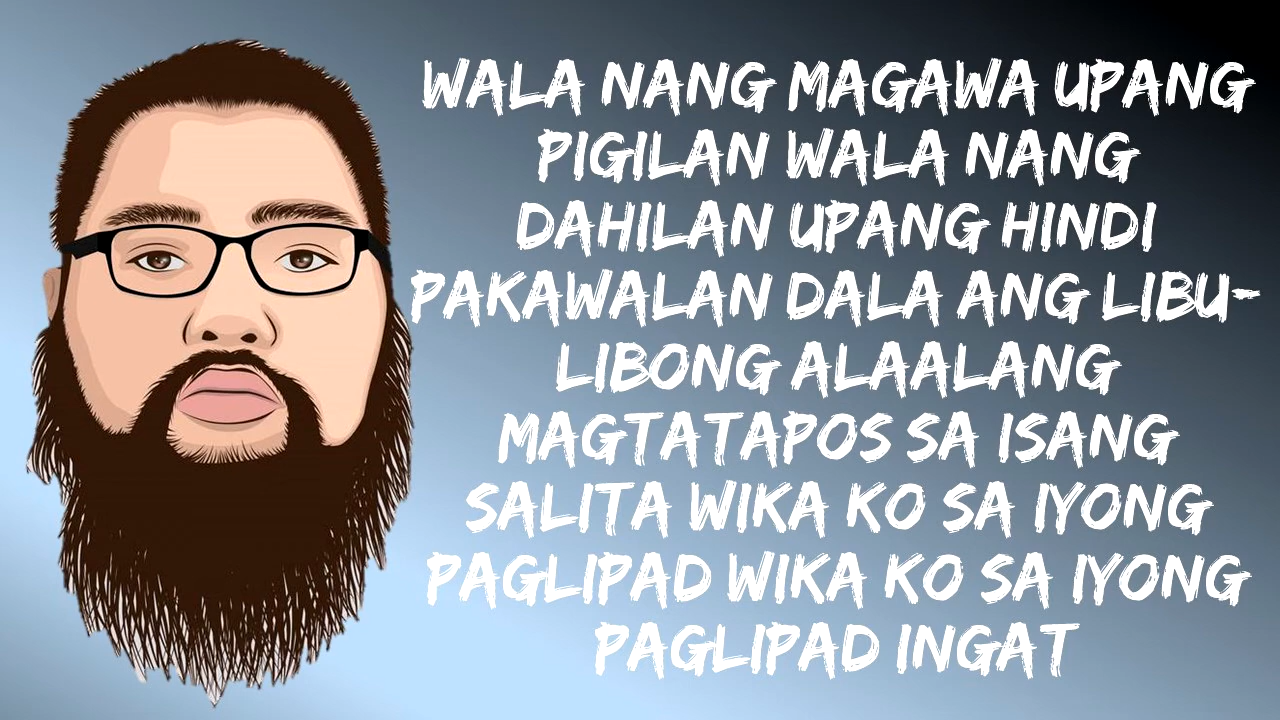 WALA NANG MAGAWA UPANG
PIGILAN WALA NANG
DAHILAN UPANG HINDI
PAKAWALAN DALA ANG LIBU-
LIBONG ALAALANG
MAGTATAPOS SA ISANG
SALITA WIKA KO SA IYONG
PAGLIPAD WIKA KO SA IYONG
PAGLIPAD INGAT